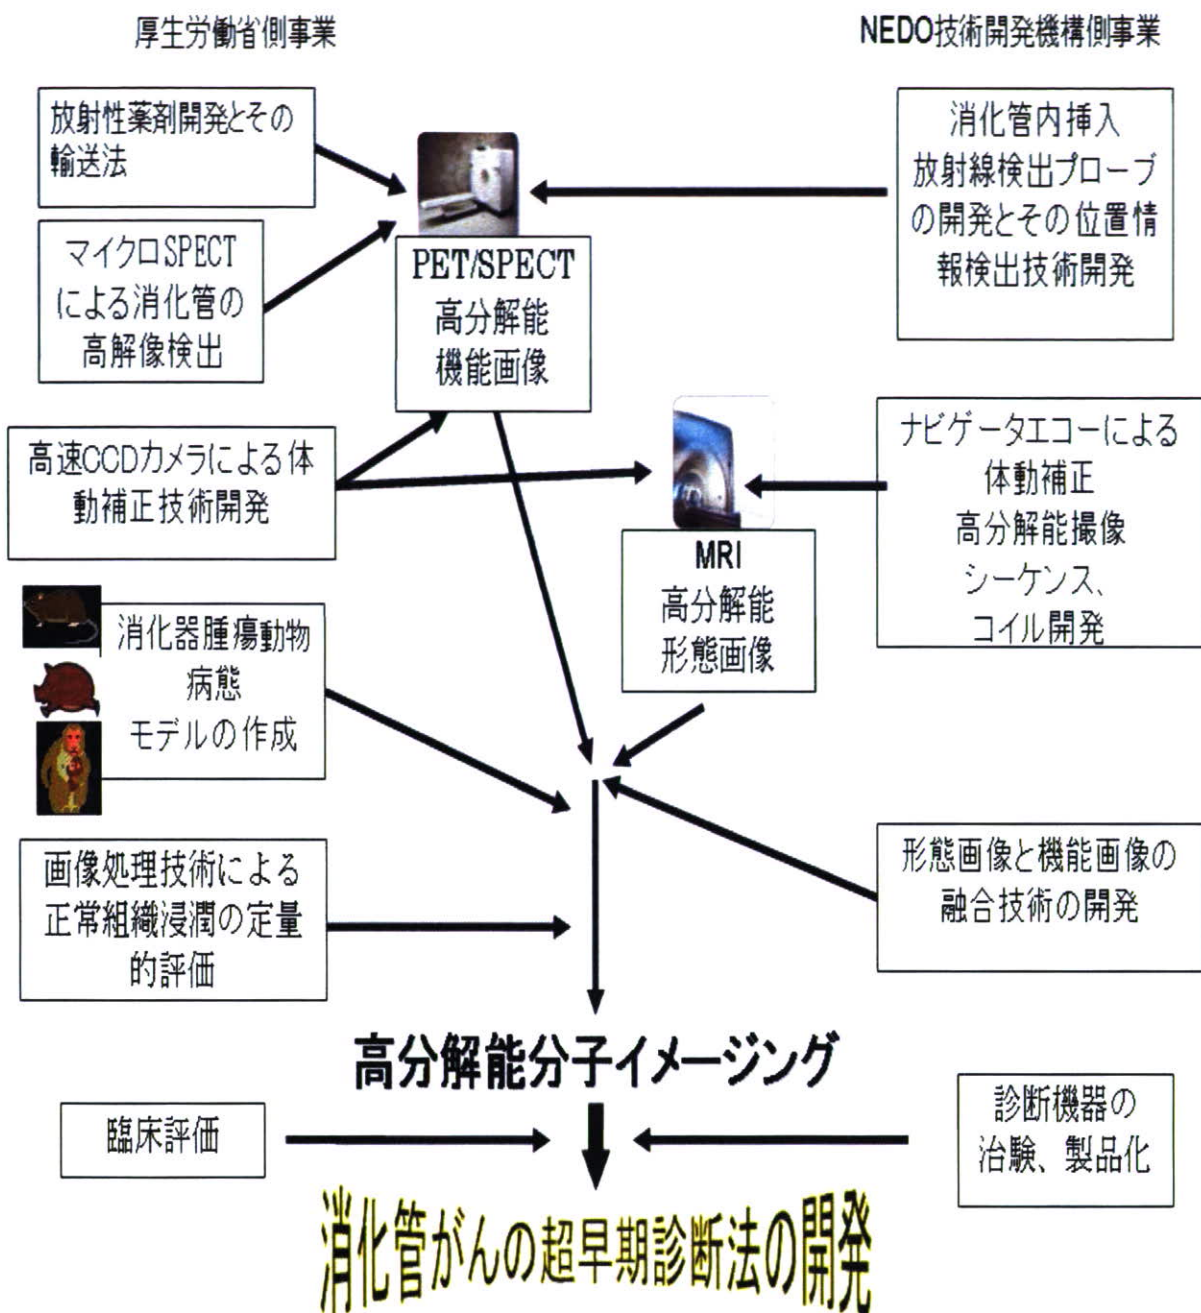 厚生労働省側事業
NEDO技術開発機構側事業
放射性薬剤開発とその
輸送法
消化管内挿入
放射線検出プローブ
の開発とその位置情
報検出技術開発
マイクロSPECT
による消化管の
高解像検出
PET/SPECT
高分解能
機能画像
高速CCDカメラによる体
動補正技術開発
ナビゲータエコーによる
体動補正
高分解能撮像
シーケンス、
コイル開発
MRI
高分解能
形態画像
消化器腫瘍動物
病態
モデルの作成
画像処理技術による
正常組織浸潤の定量
的評価
形態画像と機能画像の
融合技術の開発
高分解能分子イメージング
臨床評価
診断機器の
治験、製品化
消化管がんの超早期診断法の開発